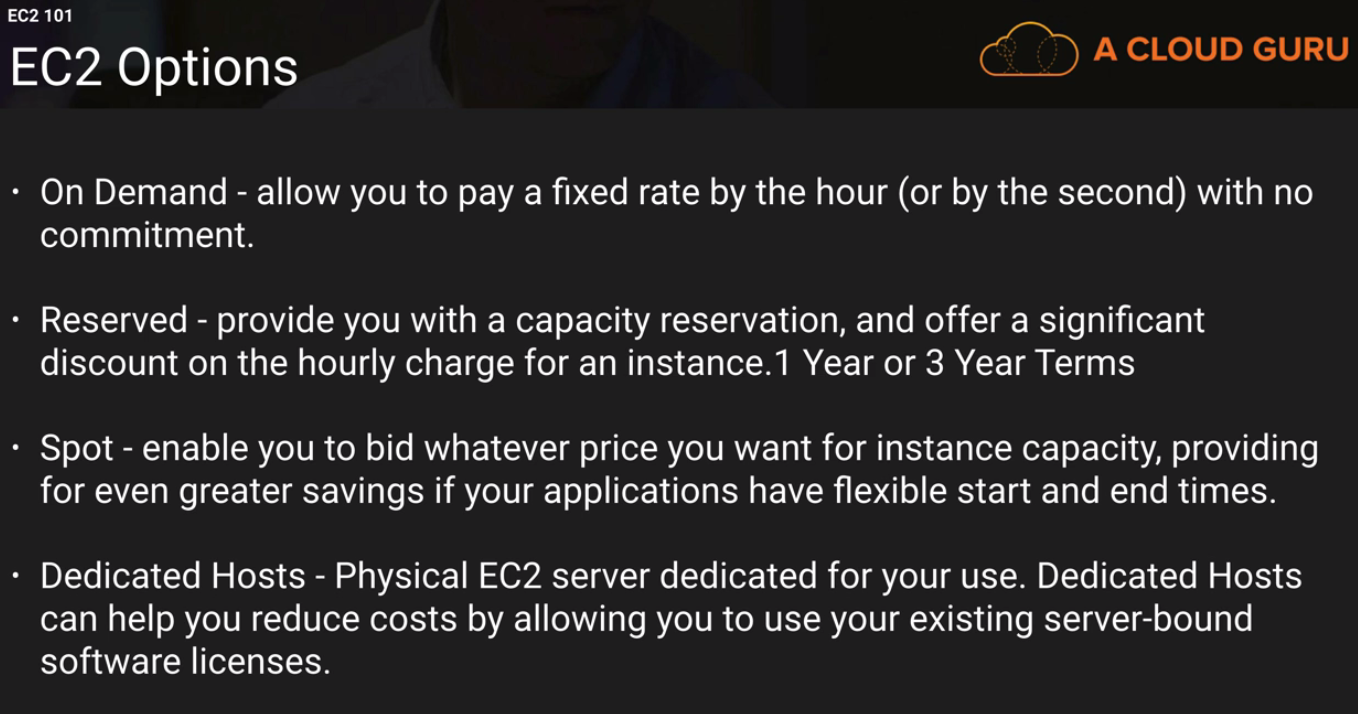 EC2 101
EC2 Options
A CLOUD GURU
• On Demand - allow you to pay a fixed rate by the hour (or by the second) with no
commitment.
• Reserved - provide you with a capacity reservation, and offer a significant
discount on the hourly charge for an instance.1 Year or 3 Year Terms
• Spot - enable you to bid whatever price you want for instance capacity, providing
for even greater savings if your applications have flexible start and end times.
• Dedicated Hosts - Physical EC2 server dedicated for your use. Dedicated Hosts
can help you reduce costs by allowing you to use your existing server-bound
software licenses.